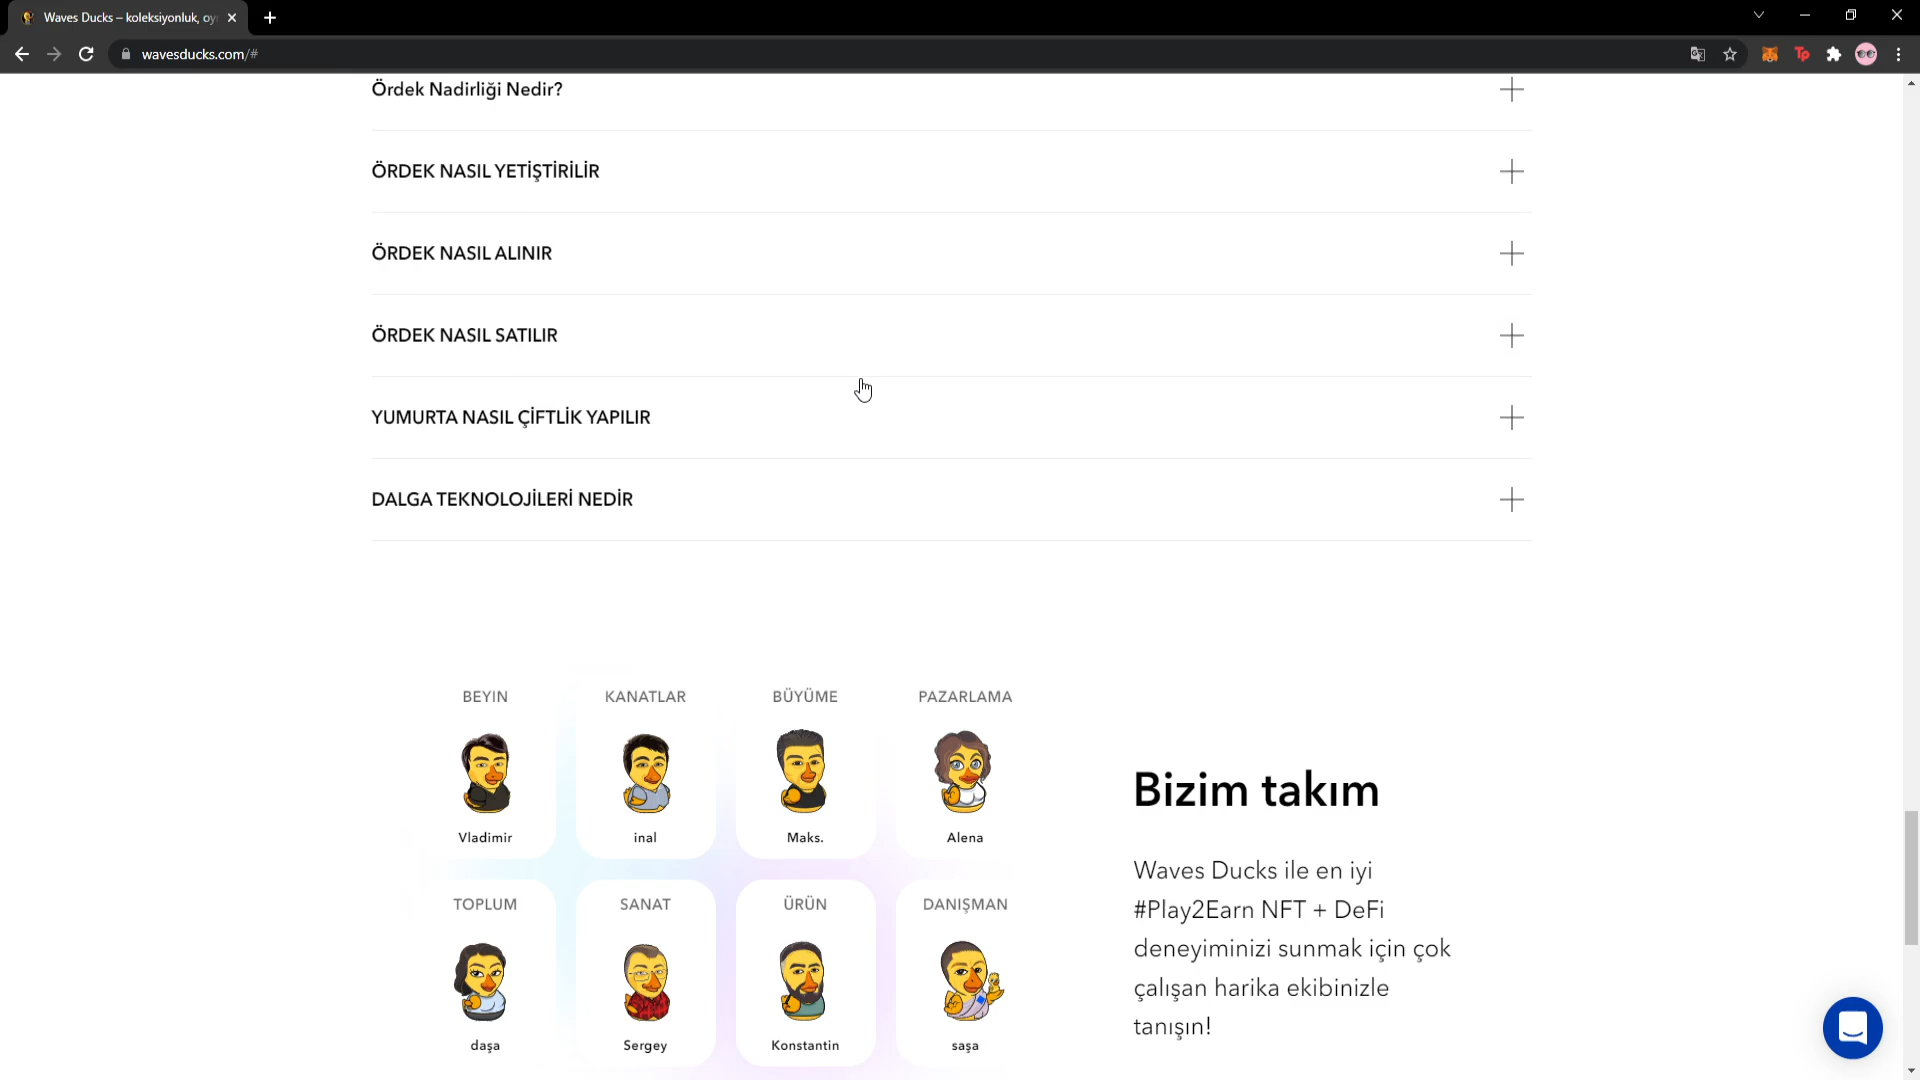 Waves Ducks – koleksiyonluk, oy
wavesducks.com/#
Ördek Nadirliği Nedir?
ÖRDEK NASIL YETİŞTİRİLİR
ÖRDEK NASIL ALINIR
ÖRDEK NASIL SATILIR
YUMURTA NASIL ÇİFTLİK YAPILIR
DALGA TEKNOLOJİLERİ NEDİR
BEYIN KANATLAR BÜYÜME PAZARLAMA
Vladimir inal Maks. Alena
TOPLUM SANAT ÜRÜN DANIŞMAN
daşa Sergey Konstantin saşa
Bizim takım
Waves Ducks ile en iyi
#Play2Earn NFT + DeFi
deneyiminizi sunmak için çok
çalışan harika ekibinizle
tanışın!